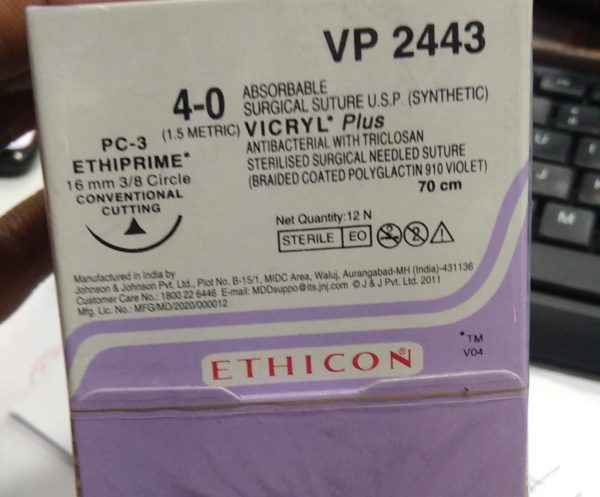 VP 2443
4-0
(1.5 METRIC)
ABSORBABLE
SURGICAL SUTURE U.S.P. (SYNTHETIC)
VICRYL* Plus
ANTIBACTERIAL WITH TRICLOSAN
STERILISED SURGICAL NEEDLED SUTURE
(BRAIDED COATED POLYGLACTIN 910 VIOLET)
70 cm
PC-3
ETHIPRIME*
16 mm 3/8 Circle
CONVENTIONAL
CUTTING
Net Quantity:12 N
STERILE EO
Manufactured in India by
Johnson & Johnson Pvt. Ltd., Plot No. B-15/1, MIDC Area, Waluj, Aurangabad-MH (India)-431136
Customer Care No.: 1800 22 6446 E-mail: MDDsuppo@its.jnj.com © J & J Pvt. Ltd. 2011
Mfg. Lic. No.: MFG/MD/2020/000012
*TM
V04
ETHICON®
M